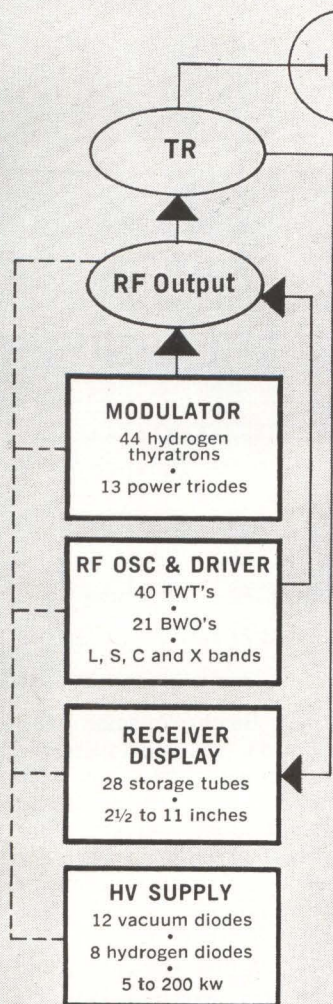 TR
RF Output
MODULATOR
44 hydrogen
thyratrons
•
13 power triodes
RF OSC & DRIVER
40 TWT's
•
21 BWO's
•
L, S, C and X bands
RECEIVER
DISPLAY
28 storage tubes
•
2½ to 11 inches
HV SUPPLY
12 vacuum diodes
•
8 hydrogen diodes
•
5 to 200 kw